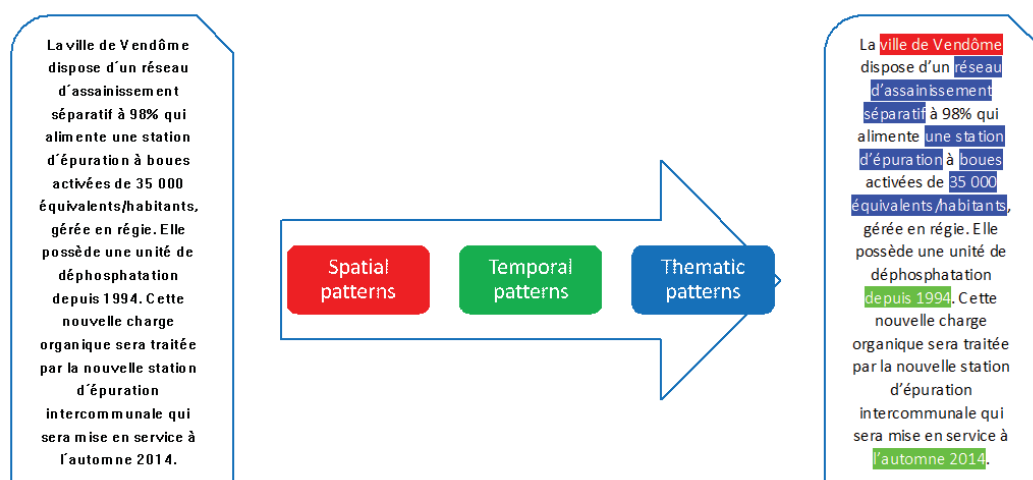 La ville de Vendôme
dispose d´un réseau
d´assainissement
séparatif à 98% qui
alimente une station
d´épuration à boues
activées de 35 000
équivalents/habitants,
gérée en régie. Elle
possède une unité de
déphosphatation
depuis 1994. Cette
nouvelle charge
organique sera traitée
par la nouvelle station
d´épuration
intercommunale qui
sera mise en service à
l´automne 2014.
Spatial
patterns
Temporal
patterns
Thematic
patterns
La ville de Vendôme
dispose d’un réseau
d’assainissement
séparatif à 98% qui
alimente une station
d’épuration à boues
activées de 35 000
équivalents/habitants,
gérée en régie. Elle
possède une unité de
déphosphatation
depuis 1994. Cette
nouvelle charge
organique sera traitée
par la nouvelle station
d’épuration
intercommunale qui
sera mise en service à
l’automne 2014.